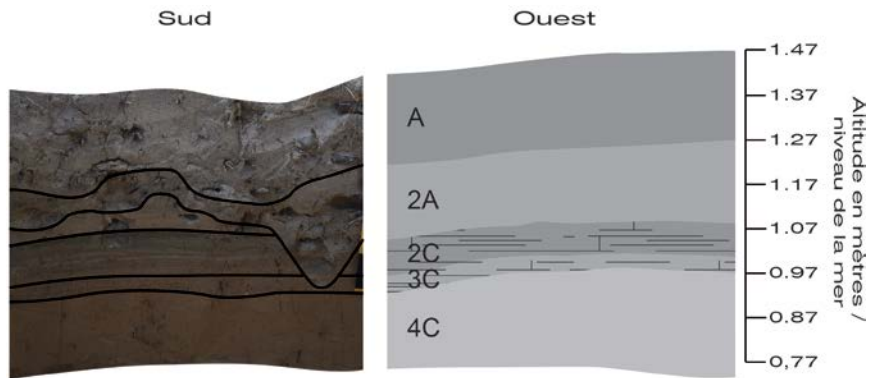 Sud
Ouest
A
2A
2C
3C
4C
1.47
1.37
1.27
1.17
1.07
0.97
0.87
0,77
Altitude en mètres /
niveau de la mer